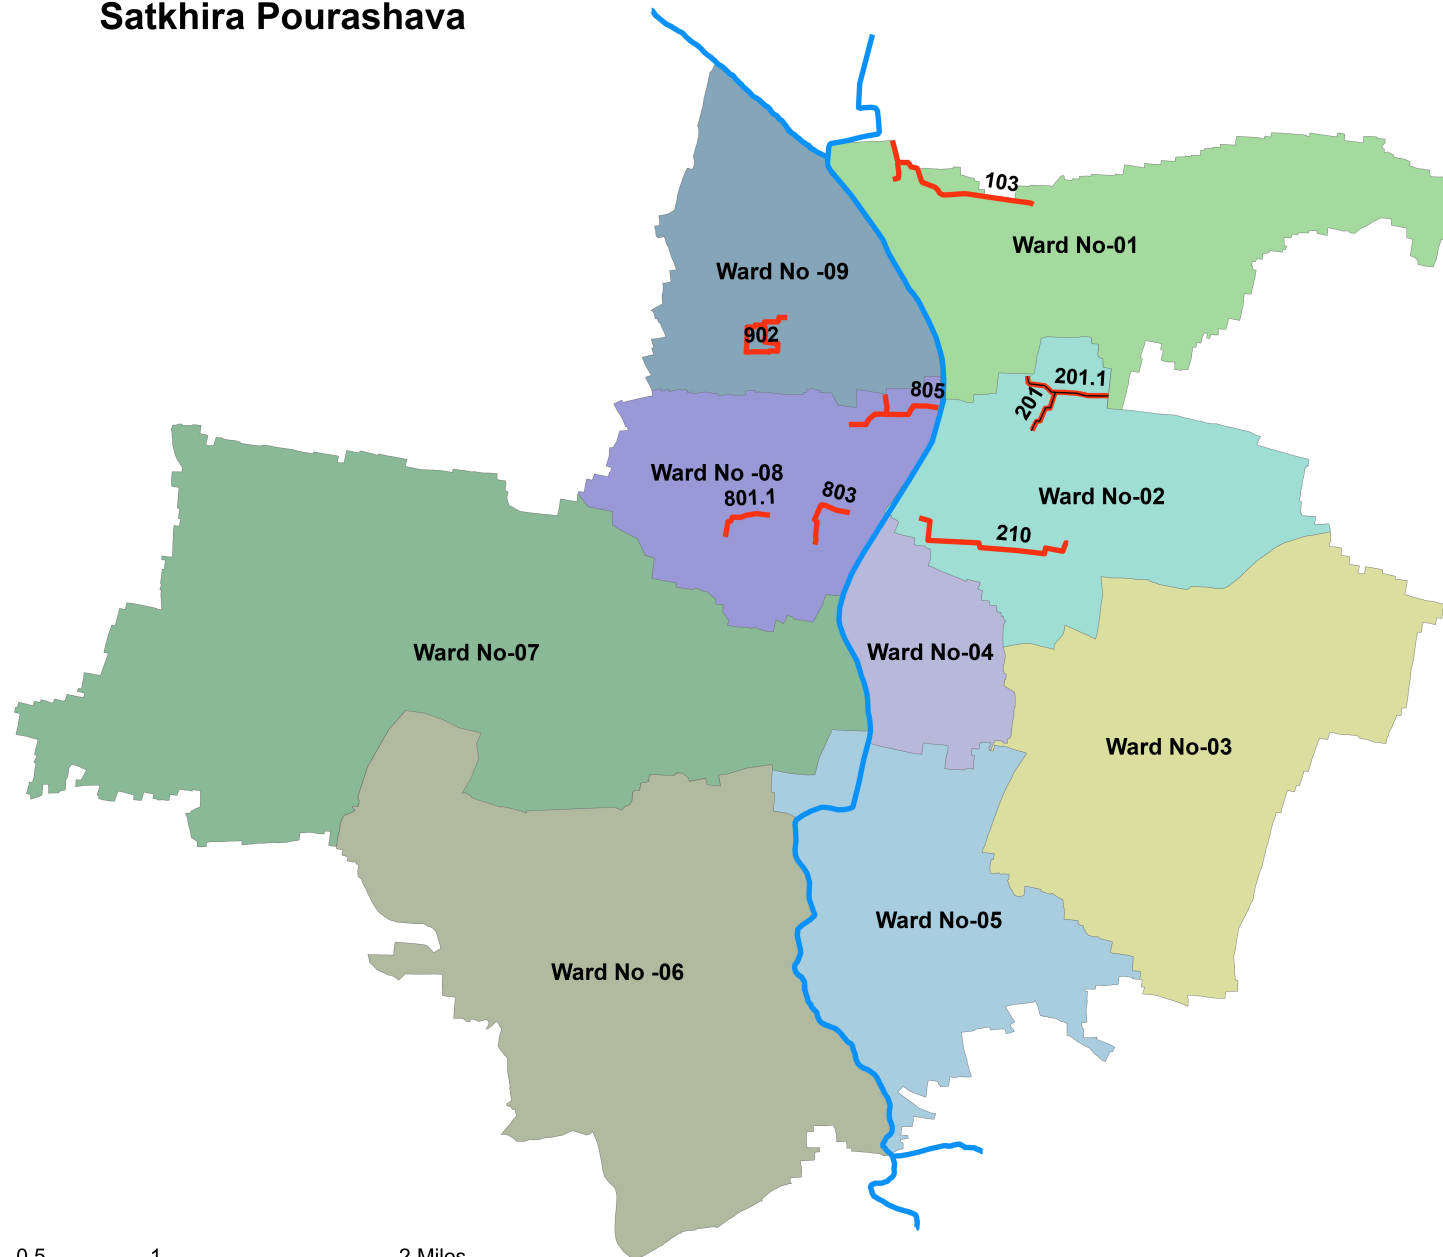 Satkhira Pourashava
103
Ward No-01
Ward No -09
902
201.1
805
201
Ward No -08
801.1
803
Ward No-02
210
Ward No-07
Ward No-04
Ward No-03
Ward No-05
Ward No -06
0.5 1 2 Miles